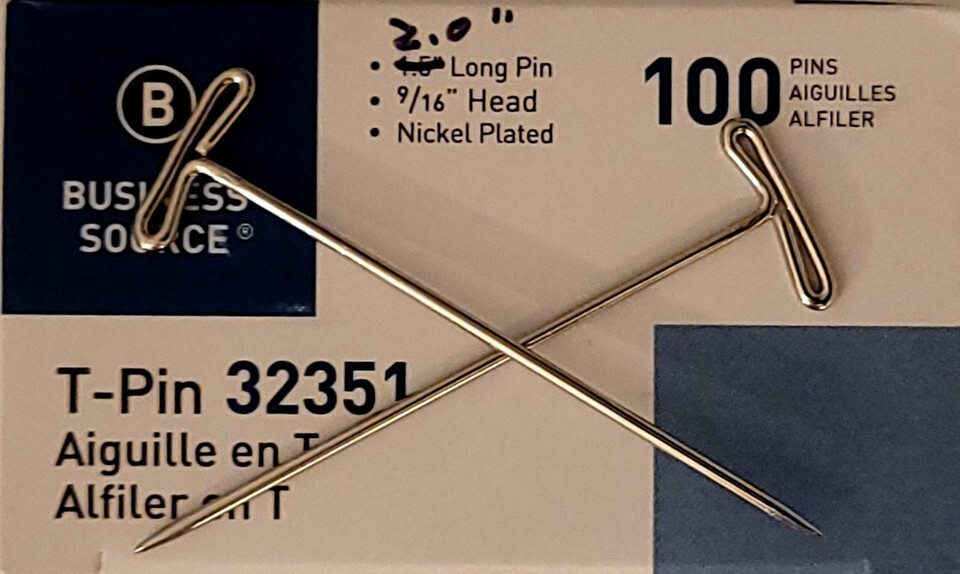 2.0"
• 1.5" Long Pin
• 9/16" Head
• Nickel Plated
100 PINS
AIGUILLES
ALFILER
B
BUSINESS
SOURCE®
T-Pin 32351
Aiguille en T
Alfiler en T